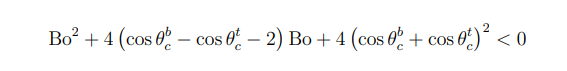 Bo² + 4 (cos θ_c^b − cos θ_c^t − 2) Bo + 4 (cos θ_c^b + cos θ_c^t)² < 0